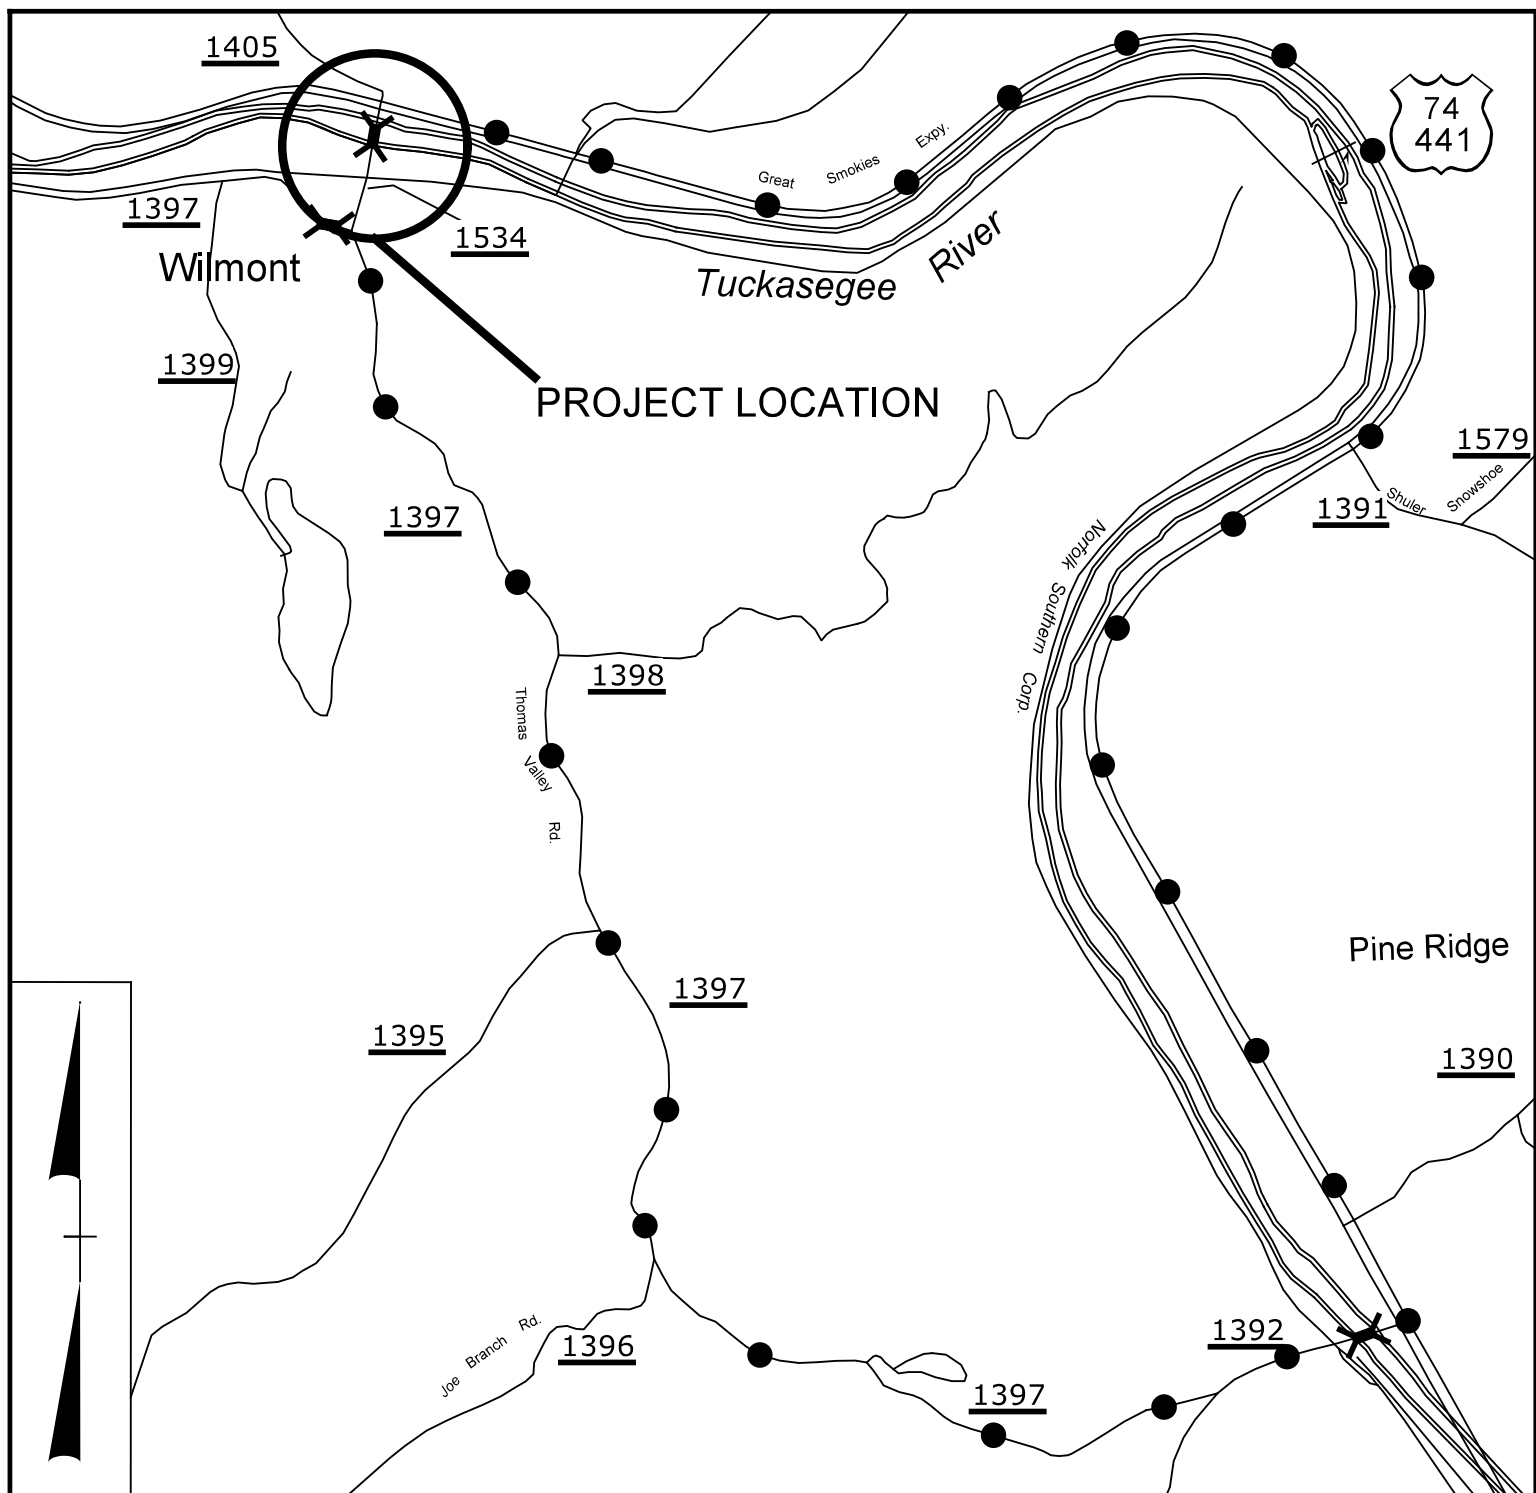 1405
74
441
Great Smokies Expy.
1397
1534
Wilmont
River
Tuckasegee
1399
PROJECT LOCATION
1579
Snowshoe
Shuler
1391
1397
Norfolk Southern Corp.
1398
Thomas Valley Rd.
Pine Ridge
1397
1395
1390
1392
1396
Joe Branch Rd.
1397